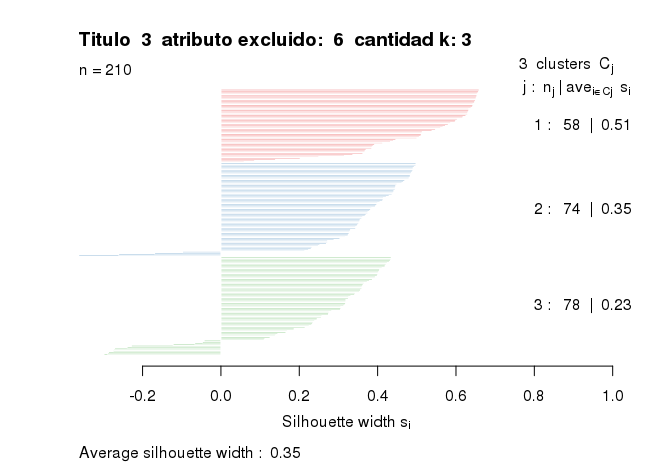 Titulo 3 atributo excluido: 6 cantidad k: 3
n = 210
3 clusters Cj
j : nj | avei∈Cj si
1 : 58 | 0.51
2 : 74 | 0.35
3 : 78 | 0.23
-0.2 0.0 0.2 0.4 0.6 0.8 1.0
Silhouette width si
Average silhouette width : 0.35